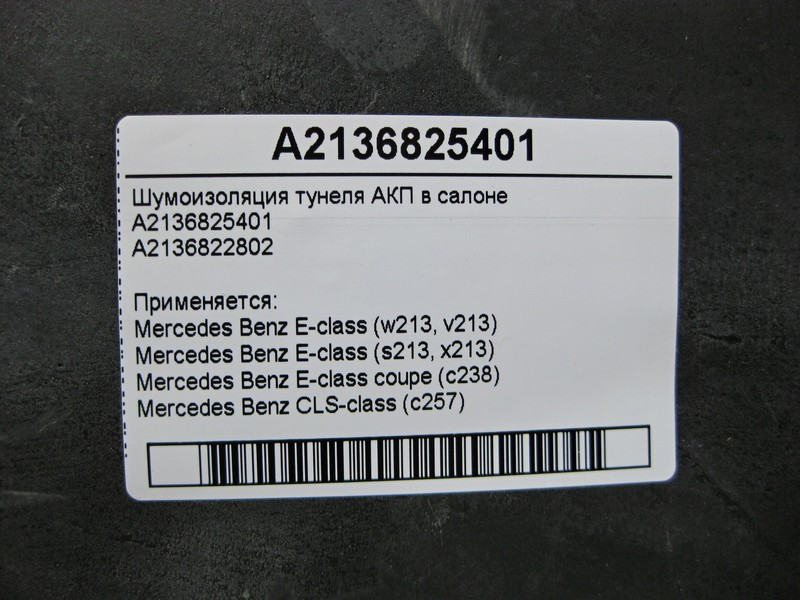 A2136825401
Шумоизоляция тунеля АКП в салоне
A2136825401
A2136822802
Применяется:
Mercedes Benz E-class (w213, v213)
Mercedes Benz E-class (s213, x213)
Mercedes Benz E-class coupe (c238)
Mercedes Benz CLS-class (c257)